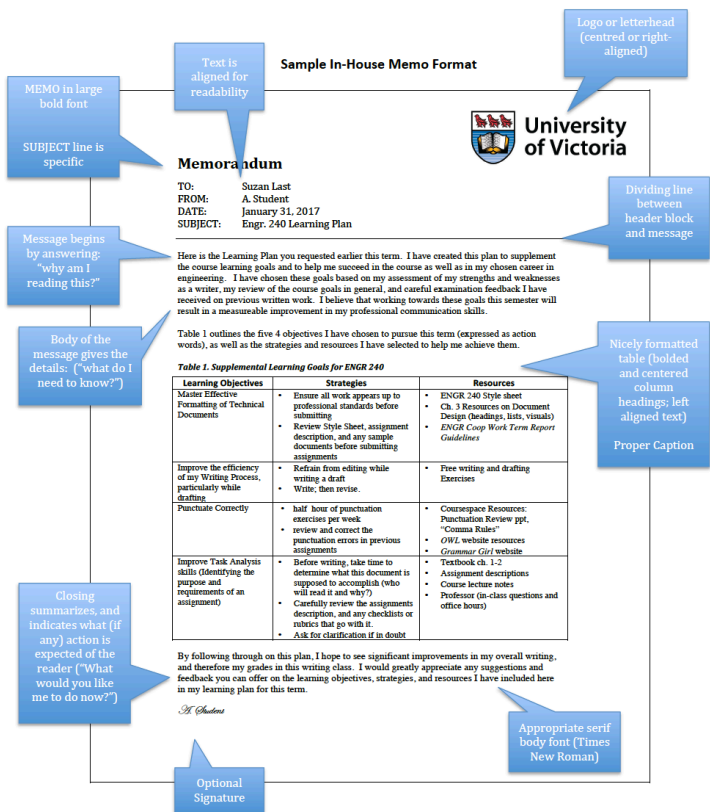 Sample In-House Memo Format
Logo or letterhead
(centred or right-
aligned)
Text is
aligned for
readability
MEMO in large
bold font
SUBJECT line is
specific
University
of Victoria
Memorandum
TO: Suzan Last
FROM: A. Student
DATE: January 31, 2017
SUBJECT: Engr. 240 Learning Plan
Dividing line
between
header block
and message
Message begins
by answering:
"why am I
reading this?"
Here is the Learning Plan you requested earlier this term. I have created this plan to supplement
the course learning goals and to help me succeed in the course as well as in my chosen career in
engineering. I have chosen these goals based on my assessment of my strengths and weaknesses
as a writer, my review of the course goals in general, and careful examination feedback I have
received on previous written work. I believe that working towards these goals this semester will
result in a measureable improvement in my professional communication skills.
Body of the
message gives the
details: ("what do I
need to know?")
Table 1 outlines the five 4 objectives I have chosen to pursue this term (expressed as action
words), as well as the strategies and resources I have selected to help me achieve them.
Nicely formatted
table (bolded
and centered
column
headings; left
aligned text)
Proper Caption
Table 1. Supplemental Learning Goals for ENGR 240
Learning Objectives Strategies Resources
Master Effective
Formatting of Technical
Documents
• Ensure all work appears up to
professional standards before
submitting
• Review Style Sheet, assignment
description, and any sample
documents before submitting
assignments
• ENGR 240 Style sheet
• Ch. 3 Resources on Document
Design (headings, lists, visuals)
• ENGR Coop Work Term Report
Guidelines
Improve the efficiency
of my Writing Process,
particularly while
drafting
• Refrain from editing while
writing a draft
• Write; then revise.
• Free writing and drafting
Exercises
Punctuate Correctly
• half hour of punctuation
exercises per week
• review and correct the
punctuation errors in previous
assignments
• Coursespace Resources:
Punctuation Review ppt,
"Comma Rules"
• OWL website resources
• Grammar Girl website
Improve Task Analysis
skills (Identifying the
purpose and
requirements of an
assignment)
• Before writing, take time to
determine what this document is
supposed to accomplish (who
will read it and why?)
• Carefully review the assignments
description, and any checklists or
rubrics that go with it.
• Ask for clarification if in doubt
• Textbook ch. 1-2
• Assignment descriptions
• Course lecture notes
• Professor (in-class questions and
office hours)
Closing
summarizes, and
indicates what (if
any) action is
expected of the
reader ("What
would you like
me to do now?")
By following through on this plan, I hope to see significant improvements in my overall writing,
and therefore my grades in this writing class. I would greatly appreciate any suggestions and
feedback you can offer on the learning objectives, strategies, and resources I have included here
in my learning plan for this term.
A. Student
Appropriate serif
body font (Times
New Roman)
Optional
Signature